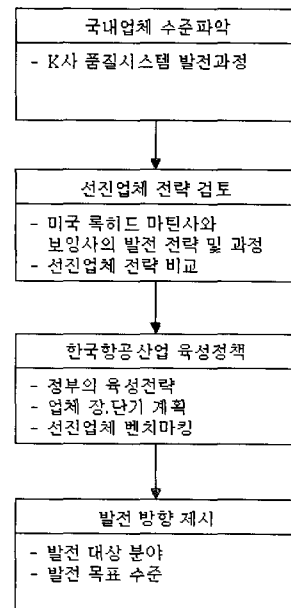 국내업체 수준파악
- K사 품질시스템 발전과정
선진업체 전략 검토
- 미국 록히드 마틴사와
보잉사의 발전 전략 및 과정
- 선진업체 전략 비교
한국항공산업 육성정책
- 정부의 육성전략
- 업체 장.단기 계획
- 선진업체 벤치마킹
발전 방향 제시
- 발전 대상 분야
- 발전 목표 수준